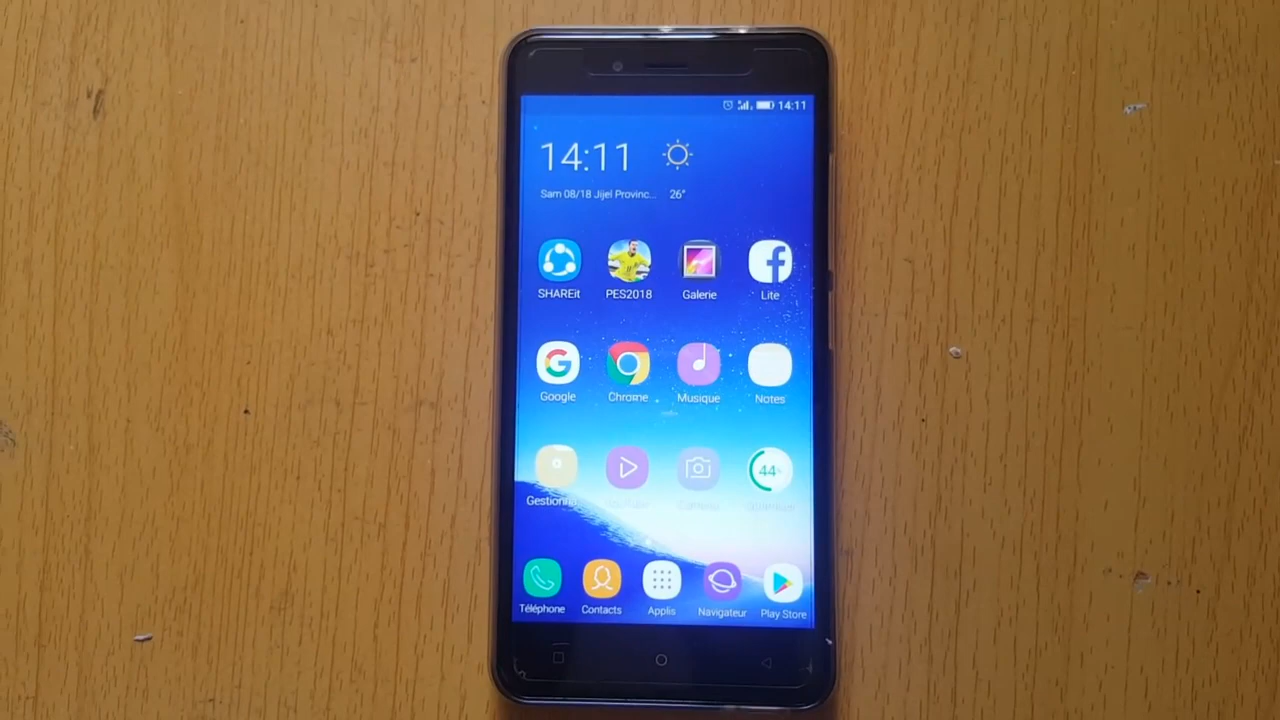 14:11
14:11
Sam 08/18 Jijel Provinc... 26°
SHAREit PES2018 Galerie Lite
Google Chrome Musique Notes
44
Gestionna
Téléphone Contacts Applis Navigateur Play Store